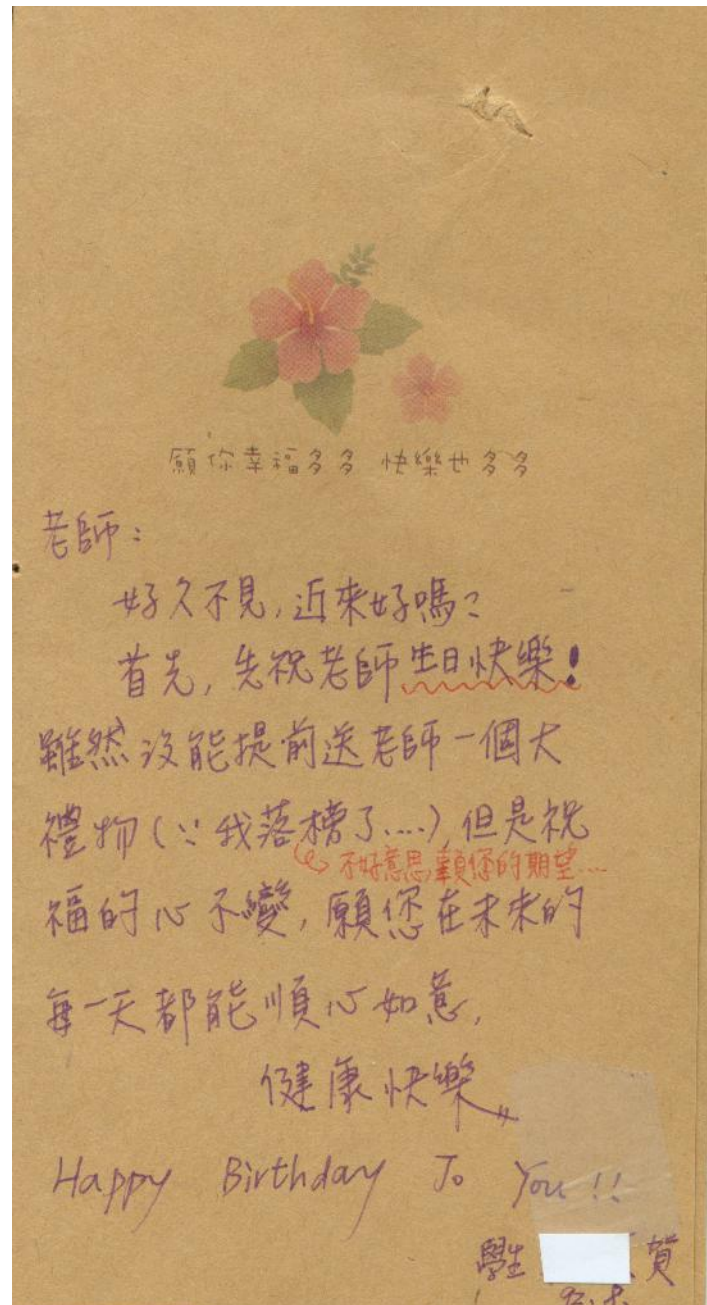 願你幸福多多 快樂也多多
老師：
好久不見，近來好嗎？
首先，先祝老師生日快樂！
雖然沒能提前送老師一個大
禮物（∵我落榜了....），但是祝
不好意思，辜負您的期望...
福的心不變，願您在未來的
每一天都能順心如意，
健康快樂〃
Happy Birthday To You!!
學生 賀